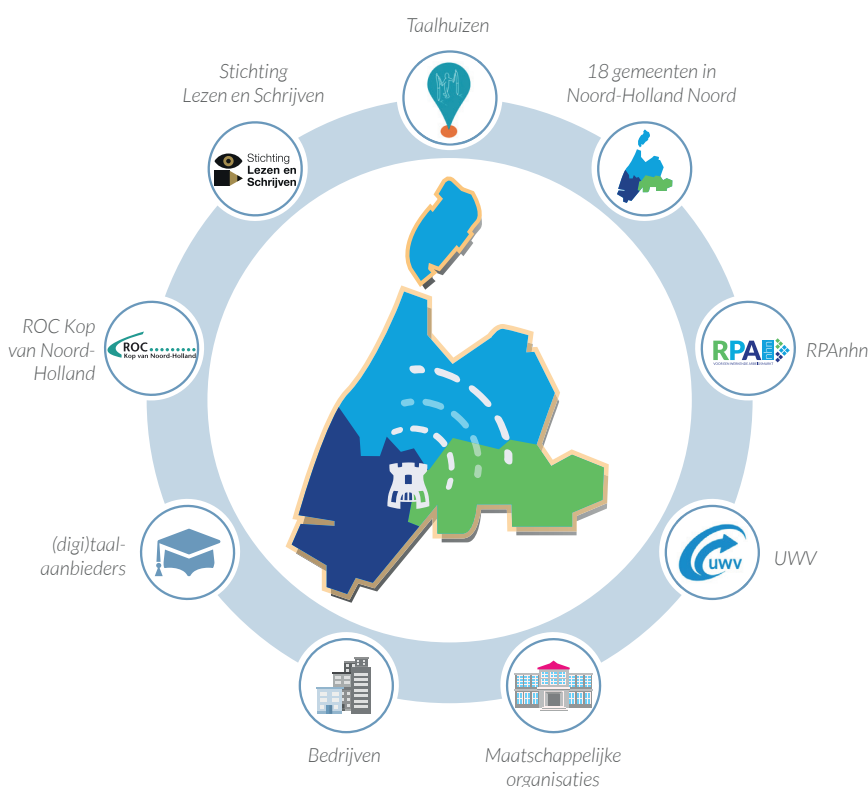 Taalhuizen
Stichting
Lezen en Schrijven
18 gemeenten in
Noord-Holland Noord
Stichting
Lezen en
Schrijven
ROC Kop
van Noord-
Holland
ROC
Kop van Noord-Holland
RPA nhn
RPAnhn
(digi)taal-
aanbieders
uwv
UWV
Bedrijven
Maatschappelijke
organisaties